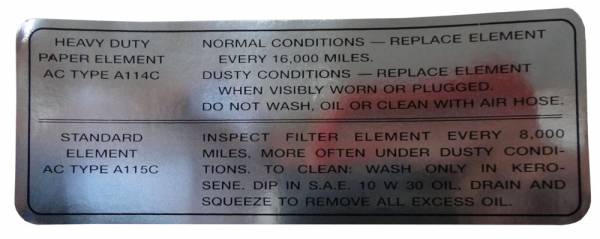 HEAVY DUTY
PAPER ELEMENT
AC TYPE A114C
NORMAL CONDITIONS — REPLACE ELEMENT
EVERY 16,000 MILES.
DUSTY CONDITIONS — REPLACE ELEMENT
WHEN VISIBLY WORN OR PLUGGED.
DO NOT WASH, OIL OR CLEAN WITH AIR HOSE.
STANDARD
ELEMENT
AC TYPE A115C
INSPECT FILTER ELEMENT EVERY 8,000
MILES, MORE OFTEN UNDER DUSTY CONDI-
TIONS. TO CLEAN: WASH ONLY IN KERO-
SENE. DIP IN S.A.E. 10 W 30 OIL, DRAIN AND
SQUEEZE TO REMOVE ALL EXCESS OIL.